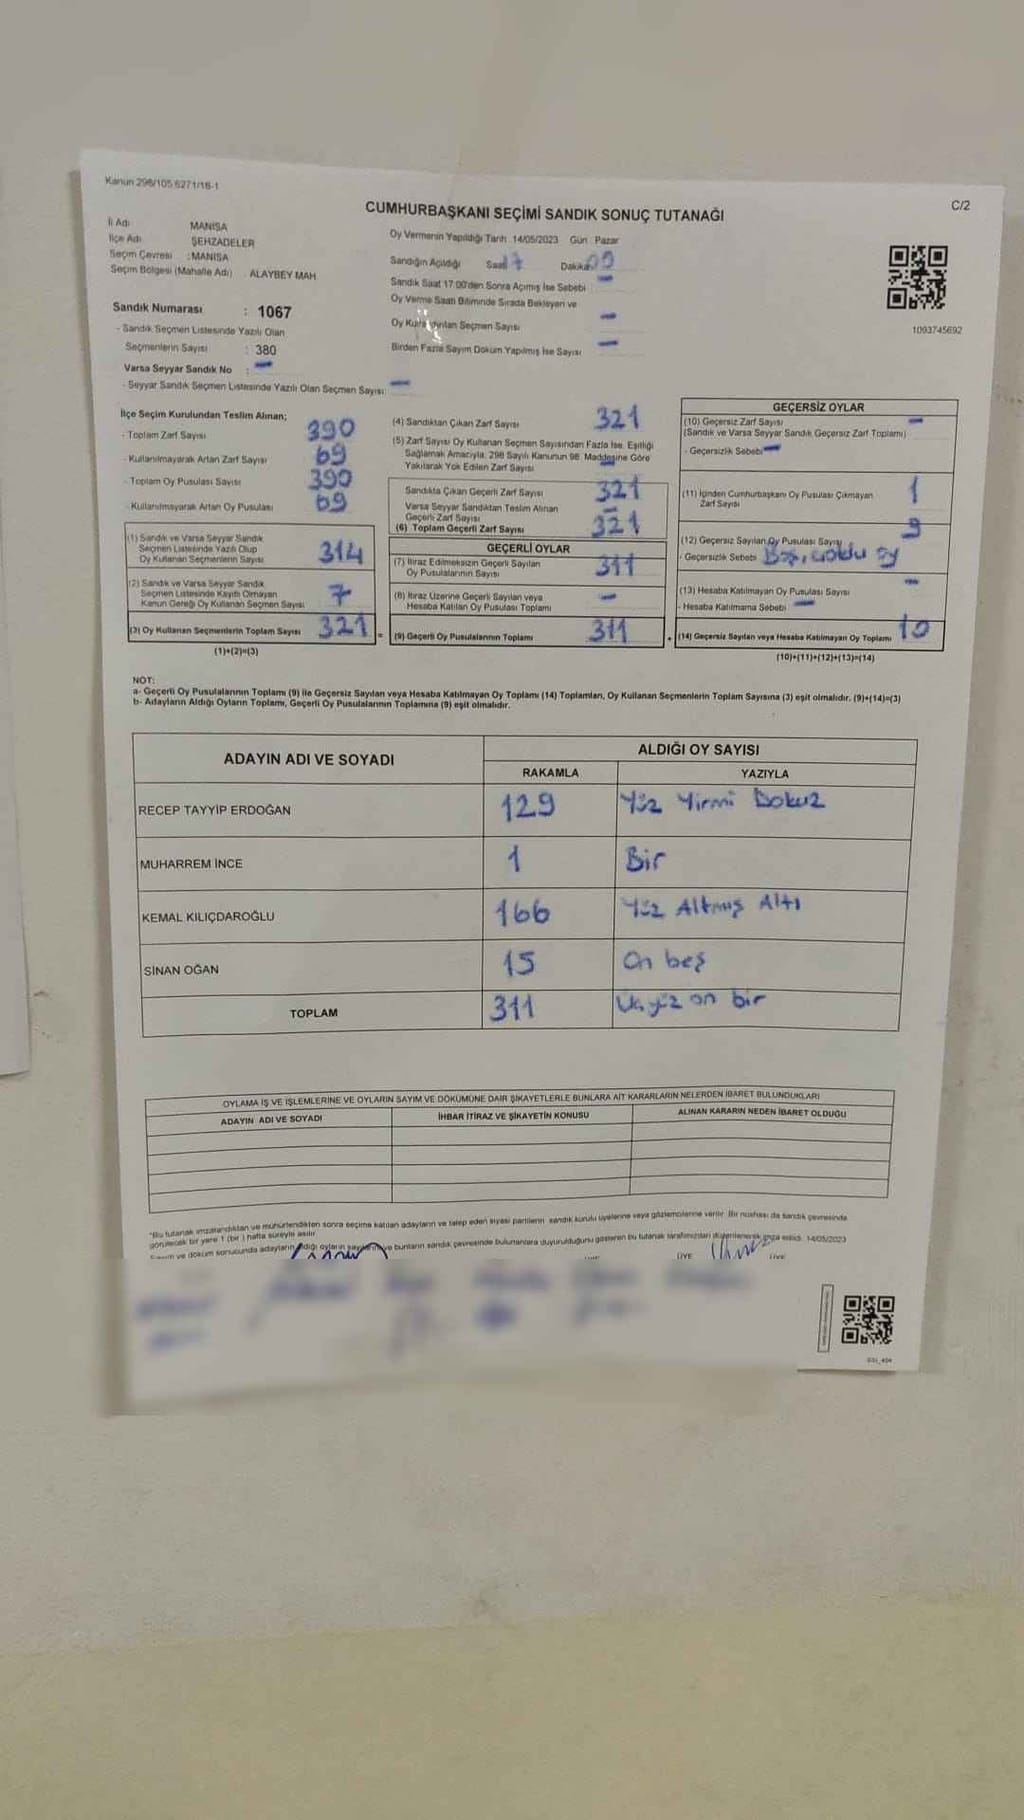 Kanun 298/105 6271/16-1
C/2
CUMHURBAŞKANI SEÇİMİ SANDIK SONUÇ TUTANAĞI
İl Adı MANİSA
İlçe Adı ŞEHZADELER
Seçim Çevresi : MANİSA
Seçim Bölgesi (Mahalle Adı) ALAYBEY MAH.
Sandık Numarası : 1067
- Sandık Seçmen Listesinde Yazılı Olan
Seçmenlerin Sayısı : 380
Varsa Seyyar Sandık No : -
- Seyyar Sandık Seçmen Listesinde Yazılı Olan Seçmen Sayısı: -
Oy Vermenin Yapıldığı Tarih 14/05/2023 Gün Pazar
Sandığın Açıldığı Saat 17 Dakika 09
Sandık Saat 17:00'den Sonra Açımış İse Sebebi -
Oy Verme Saati Bitiminde Sırada Bekleyen ve
Oy Kullandırılan Seçmen Sayısı -
Birden Fazla Sayım Döküm Yapılmış İse Sayısı -
1093745692
İlçe Seçim Kurulundan Teslim Alınan;
- Toplam Zarf Sayısı 390
- Kullanılmayarak Artan Zarf Sayısı 69
- Toplam Oy Pusulası Sayısı 390
- Kullanılmayarak Artan Oy Pusulası 69
(1) Sandık ve Varsa Seyyar Sandık
Seçmen Listesinde Yazılı Olup
Oy Kullanan Seçmenlerin Sayısı 314
(2) Sandık ve Varsa Seyyar Sandık
Seçmen Listesinde Kayıtlı Olmayan
Kanun Gereği Oy Kullanan Seçmen Sayısı 7
(3) Oy Kullanan Seçmenlerin Toplam Sayısı 321 =
(1)+(2)=(3)
(4) Sandıktan Çıkan Zarf Sayısı 321
(5) Zarf Sayısı Oy Kullanan Seçmen Sayısından Fazla İse, Eşitliği
Sağlamak Amacıyla, 298 Sayılı Kanunun 98. Maddesine Göre
Yakılarak Yok Edilen Zarf Sayısı -
Sandıkta Çıkan Geçerli Zarf Sayısı 321
Varsa Seyyar Sandıktan Teslim Alınan
Geçerli Zarf Sayısı -
(6) Toplam Geçerli Zarf Sayısı 321
GEÇERLİ OYLAR
(7) İtiraz Edilmeksizin Geçerli Sayılan
Oy Pusulalarının Sayısı 311
(8) İtiraz Üzerine Geçerli Sayılan veya
Hesaba Katılan Oy Pusulası Toplamı -
(9) Geçerli Oy Pusulalarının Toplamı 311 +
GEÇERSİZ OYLAR
(10) Geçersiz Zarf Sayısı -
(Sandık ve Varsa Seyyar Sandık Geçersiz Zarf Toplamı)
- Geçersizlik Sebebi -
(11) İçinden Cumhurbaşkanı Oy Pusulası Çıkmayan
Zarf Sayısı 1
(12) Geçersiz Sayılan Oy Pusulası Sayısı 9
- Geçersizlik Sebebi Boş, oy
(13) Hesaba Katılmayan Oy Pusulası Sayısı -
- Hesaba Katılmama Sebebi -
(14) Geçersiz Sayılan veya Hesaba Katılmayan Oy Toplamı 10
(10)+(11)+(12)+(13)=(14)
NOT:
a- Geçerli Oy Pusulalarının Toplamı (9) ile Geçersiz Sayılan veya Hesaba Katılmayan Oy Toplamı (14) Toplamları, Oy Kullanan Seçmenlerin Toplam Sayısına (3) eşit olmalıdır. (9)+(14)=(3)
b- Adayların Aldığı Oyların Toplamı, Geçerli Oy Pusulalarının Toplamına (9) eşit olmalıdır.
ADAYIN ADI VE SOYADI ALDIĞI OY SAYISI
RAKAMLA YAZIYLA
RECEP TAYYİP ERDOĞAN 129 Yüz Yirmi Dokuz
MUHARREM İNCE 1 Bir
KEMAL KILIÇDAROĞLU 166 Yüz Altmış Altı
SİNAN OĞAN 15 On beş
TOPLAM 311 Üçyüz on bir
OYLAMA İŞ VE İŞLEMLERİNE VE OYLARIN SAYIM VE DÖKÜMÜNE DAİR ŞİKAYETLERLE BUNLARA AİT KARARLARIN NELERDEN İBARET BULUNDUKLARI
ADAYIN ADI VE SOYADI İHBAR İTİRAZ VE ŞİKAYETİN KONUSU ALINAN KARARIN NEDEN İBARET OLDUĞU
"Bu tutanak imzalandıktan ve mühürlendikten sonra seçime katılan adayların ve talep eden siyasi partilerin sandık kurulu üyelerine veya gözlemcilerine verilir. Bir nüshası da sandık çevresinde
görülecek bir yere 1 (bir ) hafta süreyle asılır.
Sayım ve döküm sonucunda adayların aldığı oyların sayılarını ve bunların sandık çevresinde bulunanlara duyurulduğunu gösteren bu tutanak tarafımızdan düzenlenerek imza edildi. 14/05/2023
ÜYE ÜYE ÜYE